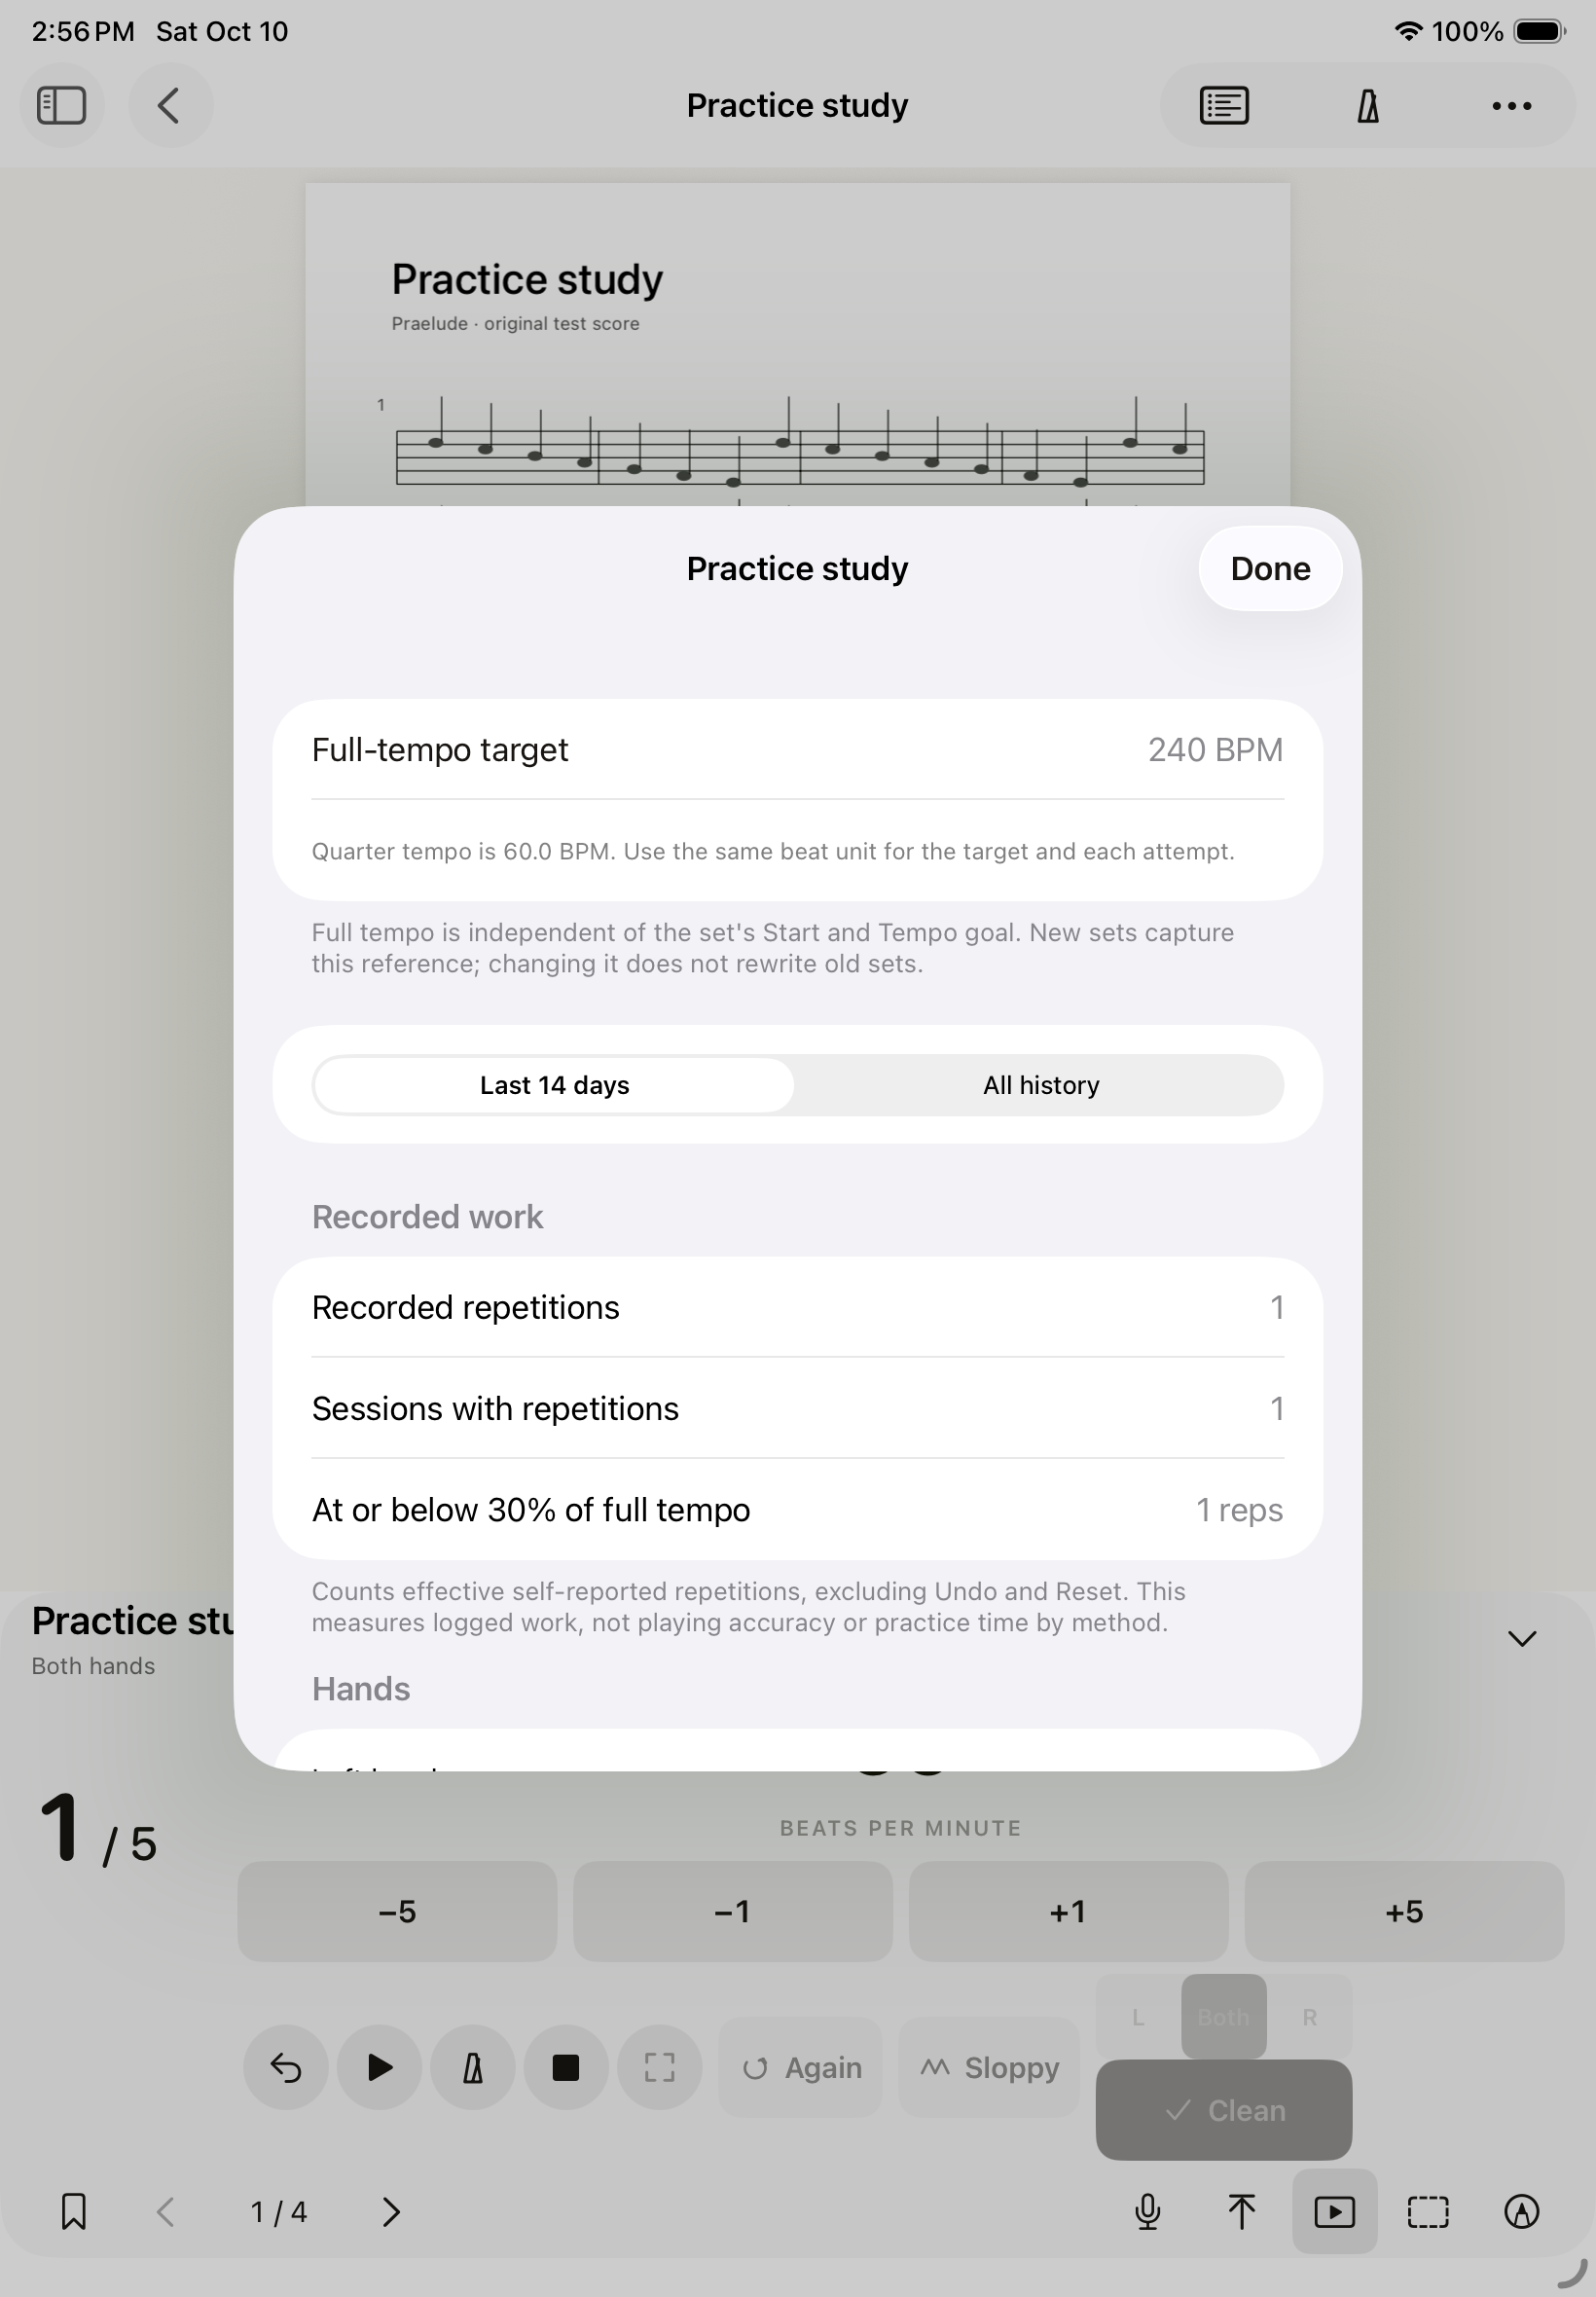 2:56 PM Sat Oct 10
100%
Practice study
Practice study
Praelude · original test score
1
Practice study
Done
Full-tempo target 240 BPM
Quarter tempo is 60.0 BPM. Use the same beat unit for the target and each attempt.
Full tempo is independent of the set's Start and Tempo goal. New sets capture
this reference; changing it does not rewrite old sets.
Last 14 days All history
Recorded work
Recorded repetitions 1
Sessions with repetitions 1
At or below 30% of full tempo 1 reps
Counts effective self-reported repetitions, excluding Undo and Reset. This
measures logged work, not playing accuracy or practice time by method.
Hands
Practice
Both hands
1 / 5
BEATS PER MINUTE
−5 −1 +1 +5
L Both R
Again Sloppy
Clean
1 / 4